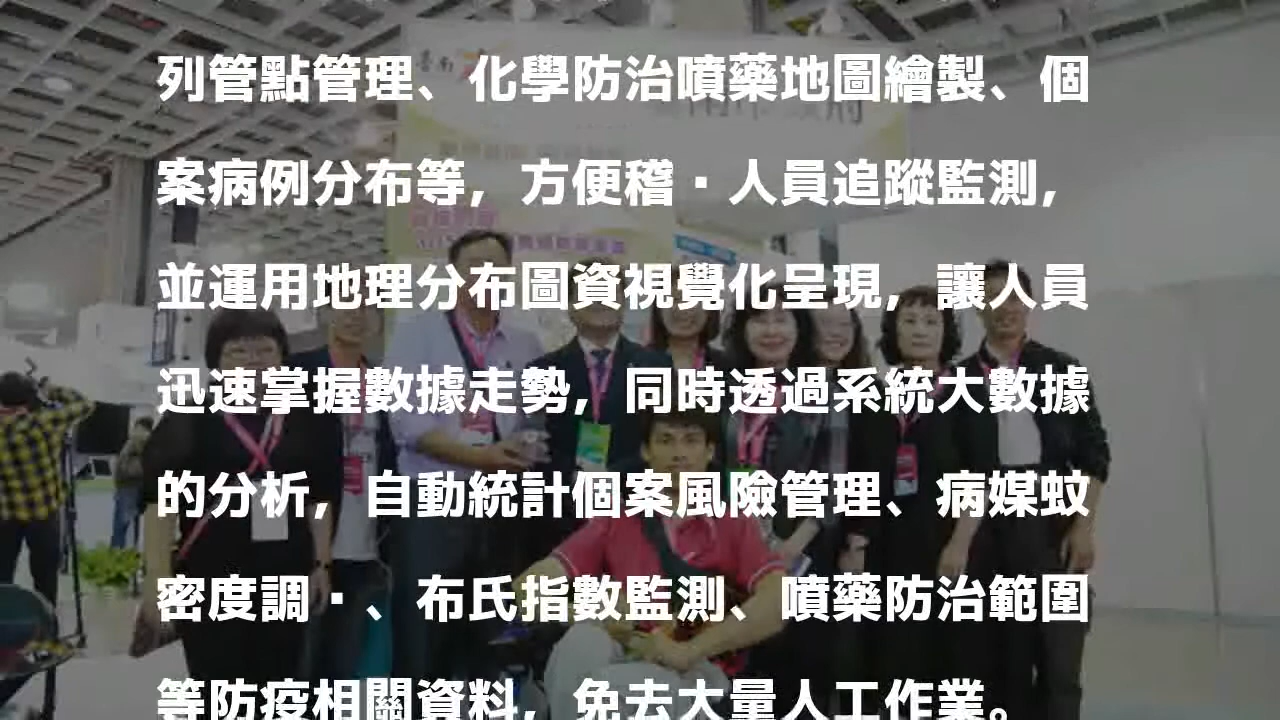 列管點管理、化學防治噴藥地圖繪製、個
案病例分布等，方便稽▪人員追蹤監測，
並運用地理分布圖資視覺化呈現，讓人員
迅速掌握數據走勢，同時透過系統大數據
的分析，自動統計個案風險管理、病媒蚊
密度調▪、布氏指數監測、噴藥防治範圍
等防疫相關資料，免去大量人工作業。